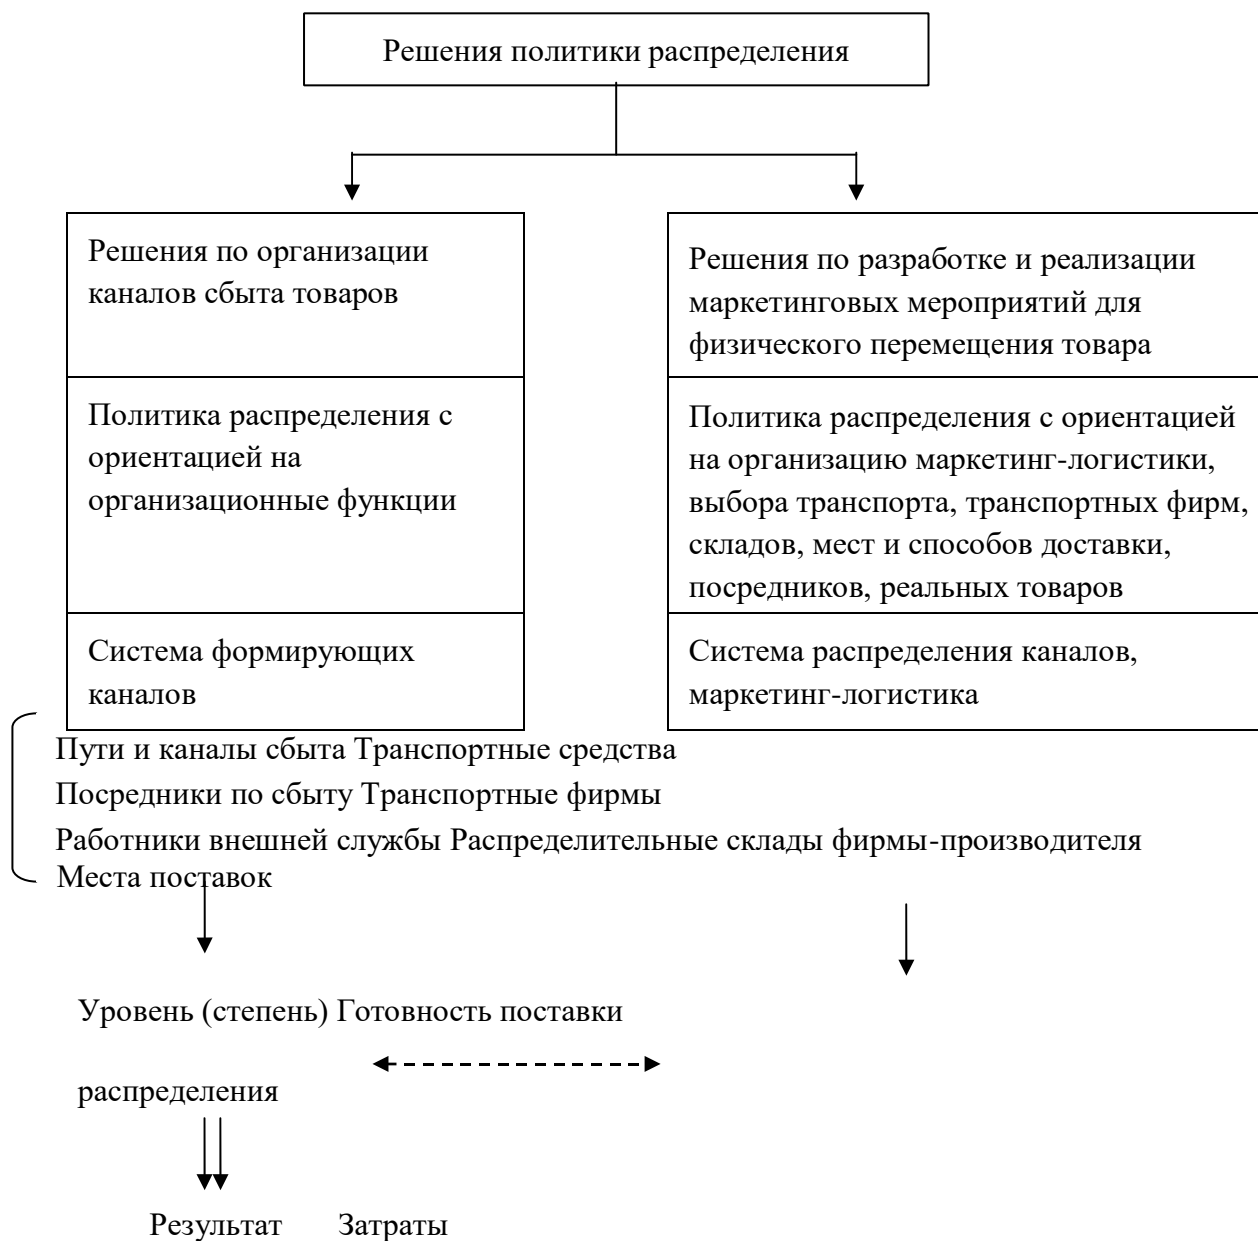 Решения политики распределения
Решения по организации
каналов сбыта товаров
Политика распределения с
ориентацией на
организационные функции
Система формирующих
каналов
Решения по разработке и реализации
маркетинговых мероприятий для
физического перемещения товара
Политика распределения с ориентацией
на организацию маркетинг-логистики,
выбора транспорта, транспортных фирм,
складов, мест и способов доставки,
посредников, реальных товаров
Система распределения каналов,
маркетинг-логистика
Пути и каналы сбыта Транспортные средства
Посредники по сбыту Транспортные фирмы
Работники внешней службы Распределительные склады фирмы-производителя
Места поставок
Уровень (степень) Готовность поставки
распределения
Результат Затраты